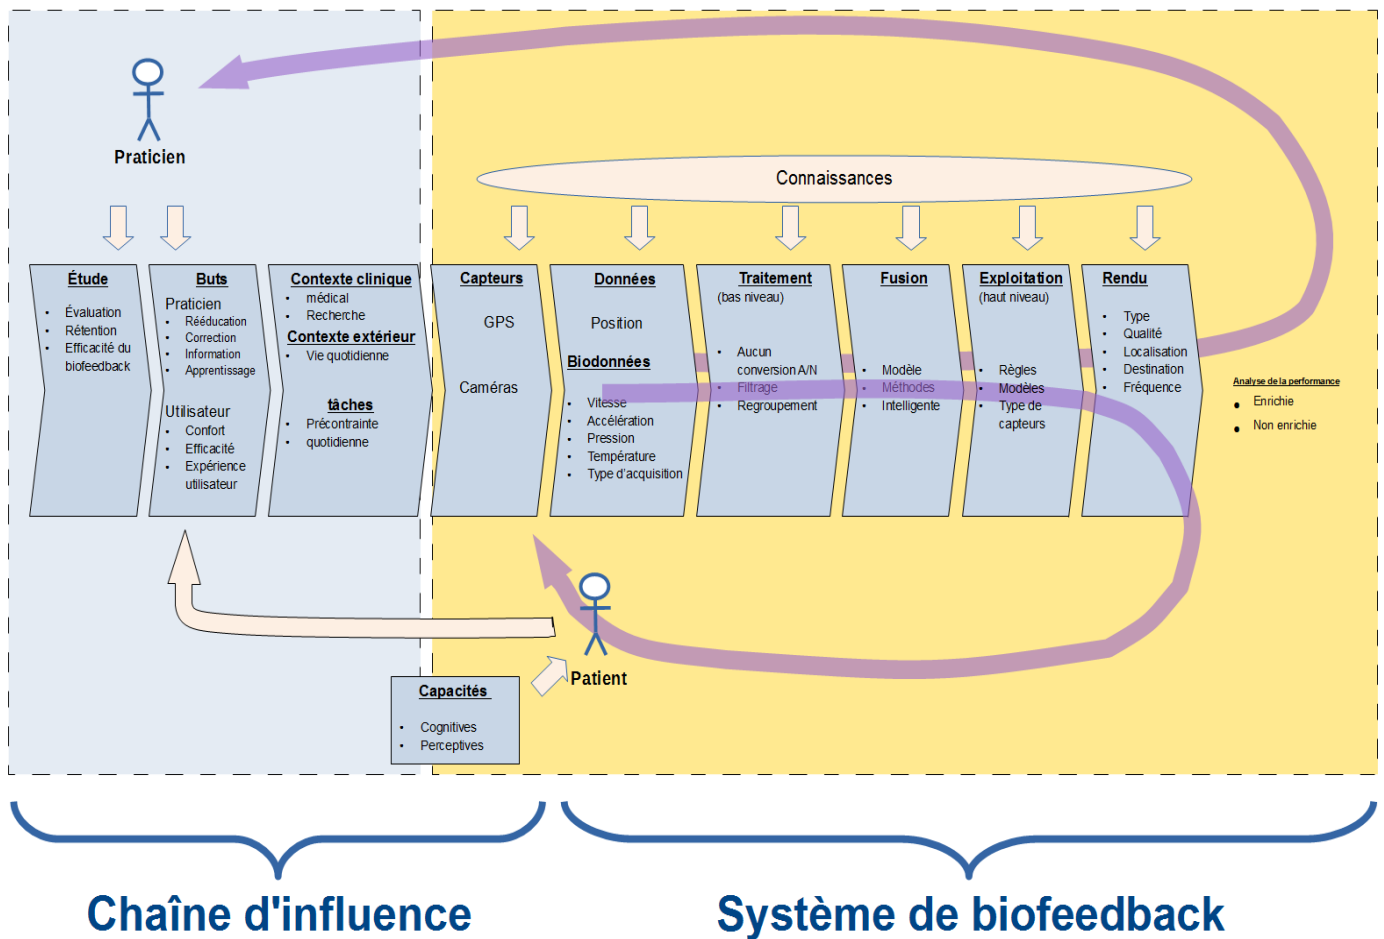 Praticien
Connaissances
Étude
• Évaluation
• Rétention
• Efficacité du
biofeedback
Buts
Praticien
• Rééducation
• Correction
• Information
• Apprentissage
Utilisateur
• Confort
• Efficacité
• Expérience
utilisateur
Contexte clinique
• médical
• Recherche
Contexte extérieur
• Vie quotidienne
tâches
• Précontrainte
• quotidienne
Capteurs
GPS
Caméras
Données
Position
Biodonnées
• Vitesse
• Accélération
• Pression
• Température
• Type d'acquisition
Traitement
(bas niveau)
• Aucun
conversion A/N
• Filtrage
• Regroupement
Fusion
• Modèle
• Méthodes
• Intelligente
Exploitation
(haut niveau)
• Règles
• Modèles
• Type de
capteurs
Rendu
• Type
• Qualité
• Localisation
• Destination
• Fréquence
Analyse de la performance
• Enrichie
• Non enrichie
Patient
Capacités
• Cognitives
• Perceptives
Chaîne d'influence
Système de biofeedback